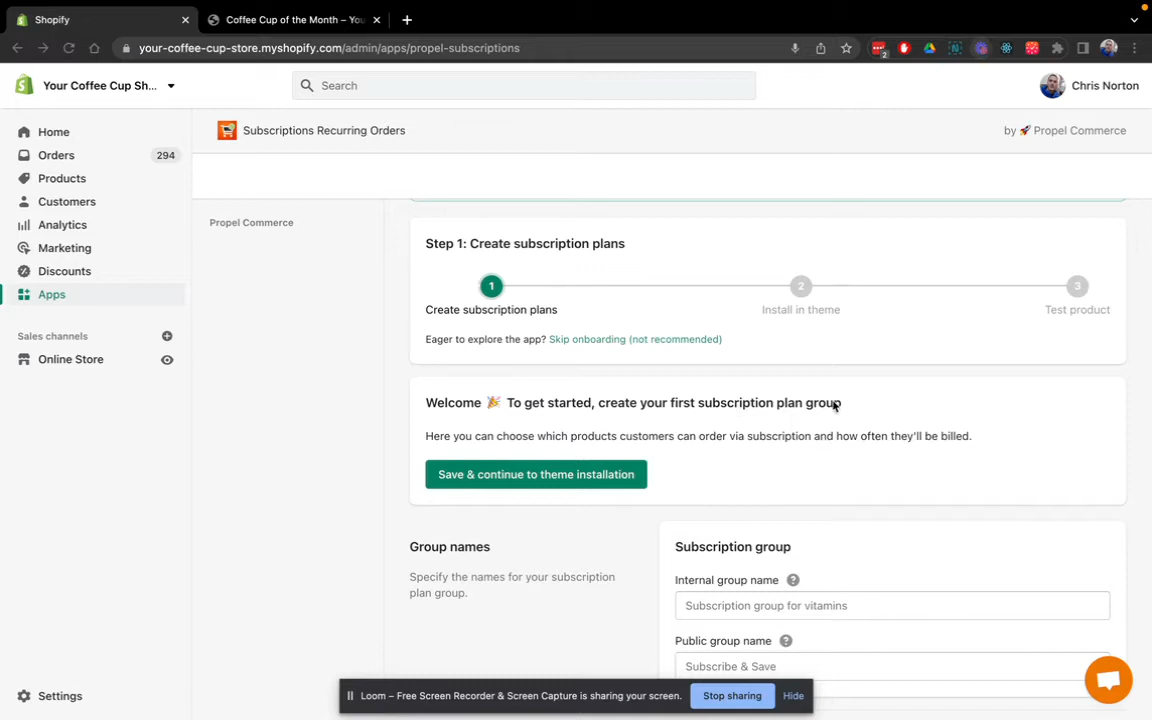 Shopify
Coffee Cup of the Month – You
your-coffee-cup-store.myshopify.com/admin/apps/propel-subscriptions
2
Your Coffee Cup Sh...
Search
Chris Norton
Home
Orders
294
Products
Customers
Analytics
Marketing
Discounts
Apps
Sales channels
Online Store
Settings
Subscriptions Recurring Orders
by 🚀 Propel Commerce
Propel Commerce
Step 1: Create subscription plans
1
2
3
Create subscription plans
Install in theme
Test product
Eager to explore the app? Skip onboarding (not recommended)
Welcome 🎉 To get started, create your first subscription plan group
Here you can choose which products customers can order via subscription and how often they'll be billed.
Save & continue to theme installation
Group names
Specify the names for your subscription
plan group.
Subscription group
Internal group name
Subscription group for vitamins
Public group name
Subscribe & Save
Loom – Free Screen Recorder & Screen Capture is sharing your screen.
Stop sharing
Hide